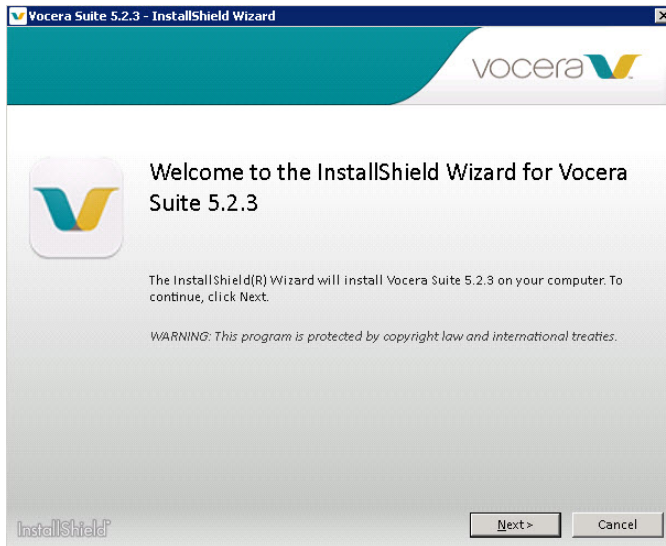 Vocera Suite 5.2.3 - InstallShield Wizard
vocera
Welcome to the InstallShield Wizard for Vocera
Suite 5.2.3
The InstallShield(R) Wizard will install Vocera Suite 5.2.3 on your computer. To
continue, click Next.
WARNING: This program is protected by copyright law and international treaties.
InstallShield
Next >
Cancel